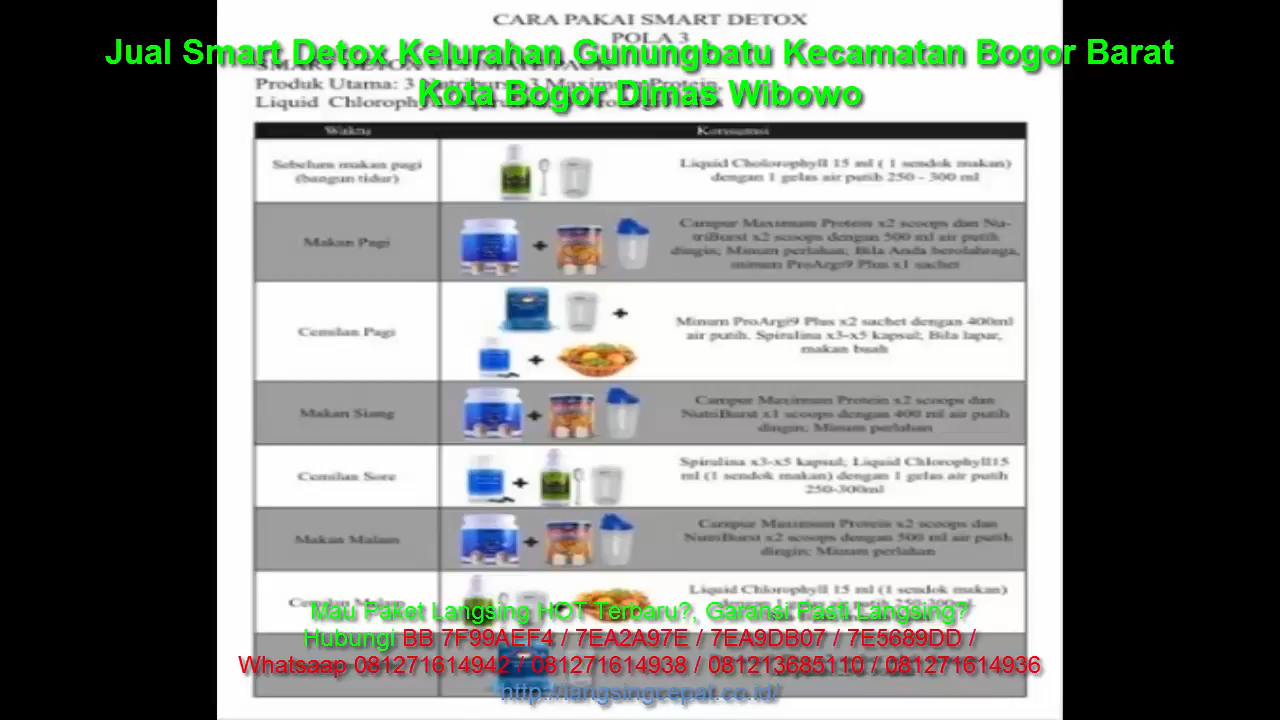 CARA PAKAI SMART DETOX
POLA 3
Jual Smart Detox Kelurahan Gunungbatu Kecamatan Bogor Barat
Kota Bogor Dimas Wibowo
Produk Utama: 3 3 Maximum Protein,
Liquid
Waktu Konsumsi
Sebelum makan pagi
(bangun tidur)
Liquid Cholorophyll 15 ml ( 1 sendok makan)
dengan 1 gelas air putih 250 - 300 ml
Makan Pagi
Campur Maximum Protein x2 scoops dan Nu-
triBurst x2 scoops dengan 500 ml air putih
dingin; Minum perlahan; Bila Anda berolahraga,
minum ProArgi9 Plus x1 sachet
Cemilan Pagi
Minum ProArgi9 Plus x2 sachet dengan 400ml
air putih. Spirulina x3-x5 kapsul; Bila lapar,
makan buah
Makan Siang
Campur Maximum Protein x2 scoops dan
NutriBurst x1 scoops dengan 400 ml air putih
dingin; Minum perlahan
Cemilan Sore
Spirulina x3-x5 kapsul; Liquid Chlorophyll15
ml (1 sendok makan) dengan 1 gelas air putih
250-300ml
Makan Malam
Campur Maximum Protein x2 scoops dan
NutriBurst x2 scoops dengan 500 ml air putih
dingin; Minum perlahan
Liquid Chlorophyll 15 ml (1 sendok makan)
Mau Paket Langsing HOT Terbaru?, Garansi Pasti Langsing?
Hubungi BB 7F99AEF4 / 7EA2A97E / 7EA9DB07 / 7E5689DD /
Whatsaap 081271614942 / 081271614938 / 081213685110 / 081271614936
http://langsingcepat.co.id/